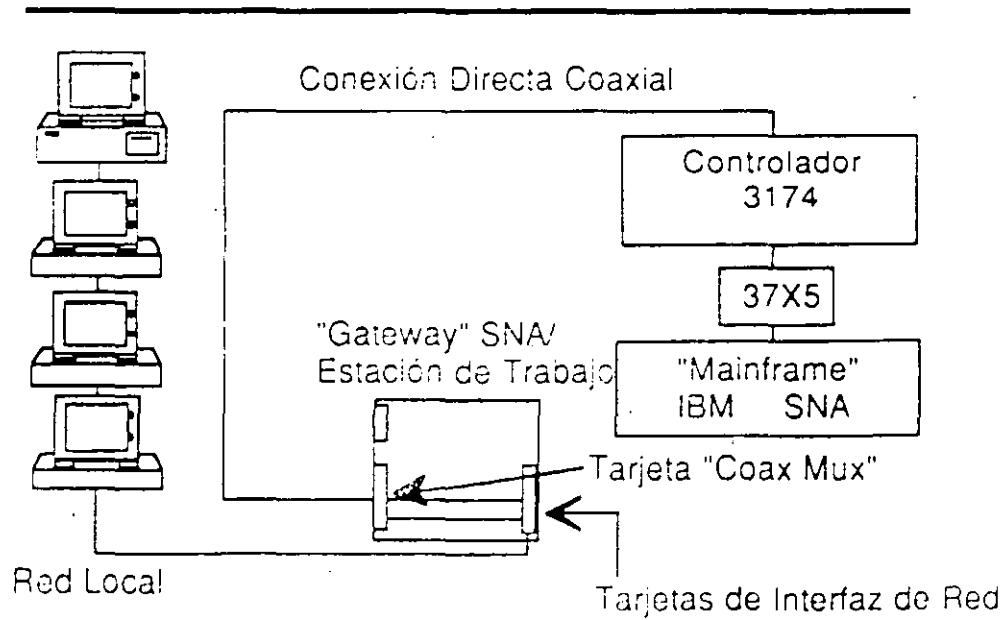 Conexión Directa Coaxial
Controlador
3174
37X5
"Gateway" SNA/
Estación de Trabajo
"Mainframe"
IBM SNA
Tarjeta "Coax Mux"
Red Local
Tarjetas de Interfaz de Red